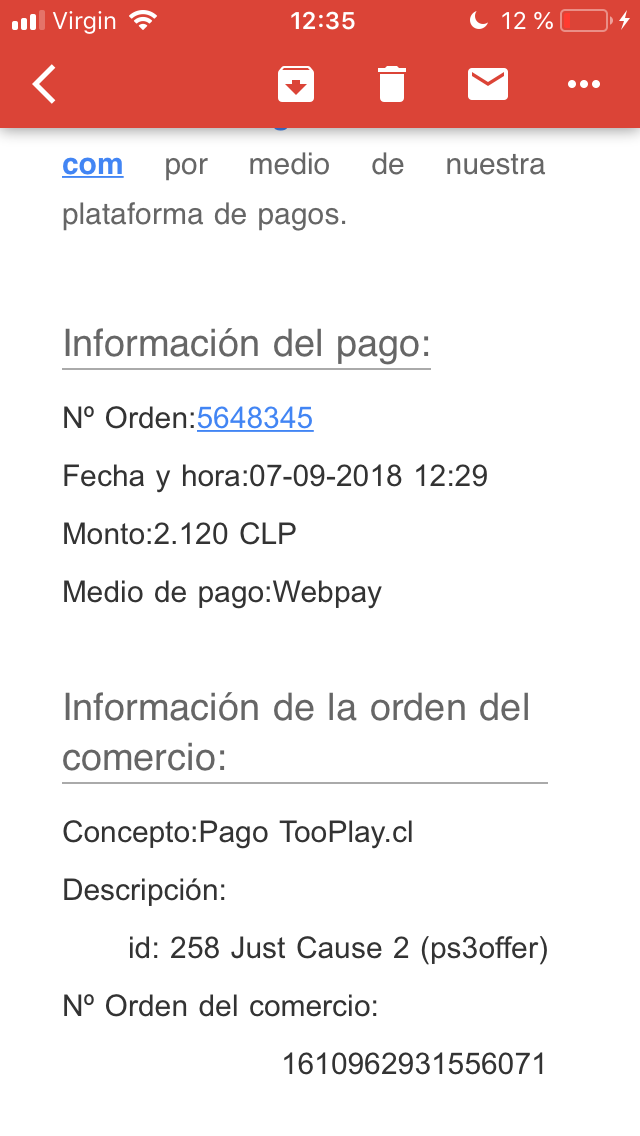 Virgin 12:35 12 %
com por medio de nuestra
plataforma de pagos.
Información del pago:
Nº Orden:5648345
Fecha y hora:07-09-2018 12:29
Monto:2.120 CLP
Medio de pago:Webpay
Información de la orden del
comercio:
Concepto:Pago TooPlay.cl
Descripción:
id: 258 Just Cause 2 (ps3offer)
Nº Orden del comercio:
1610962931556071